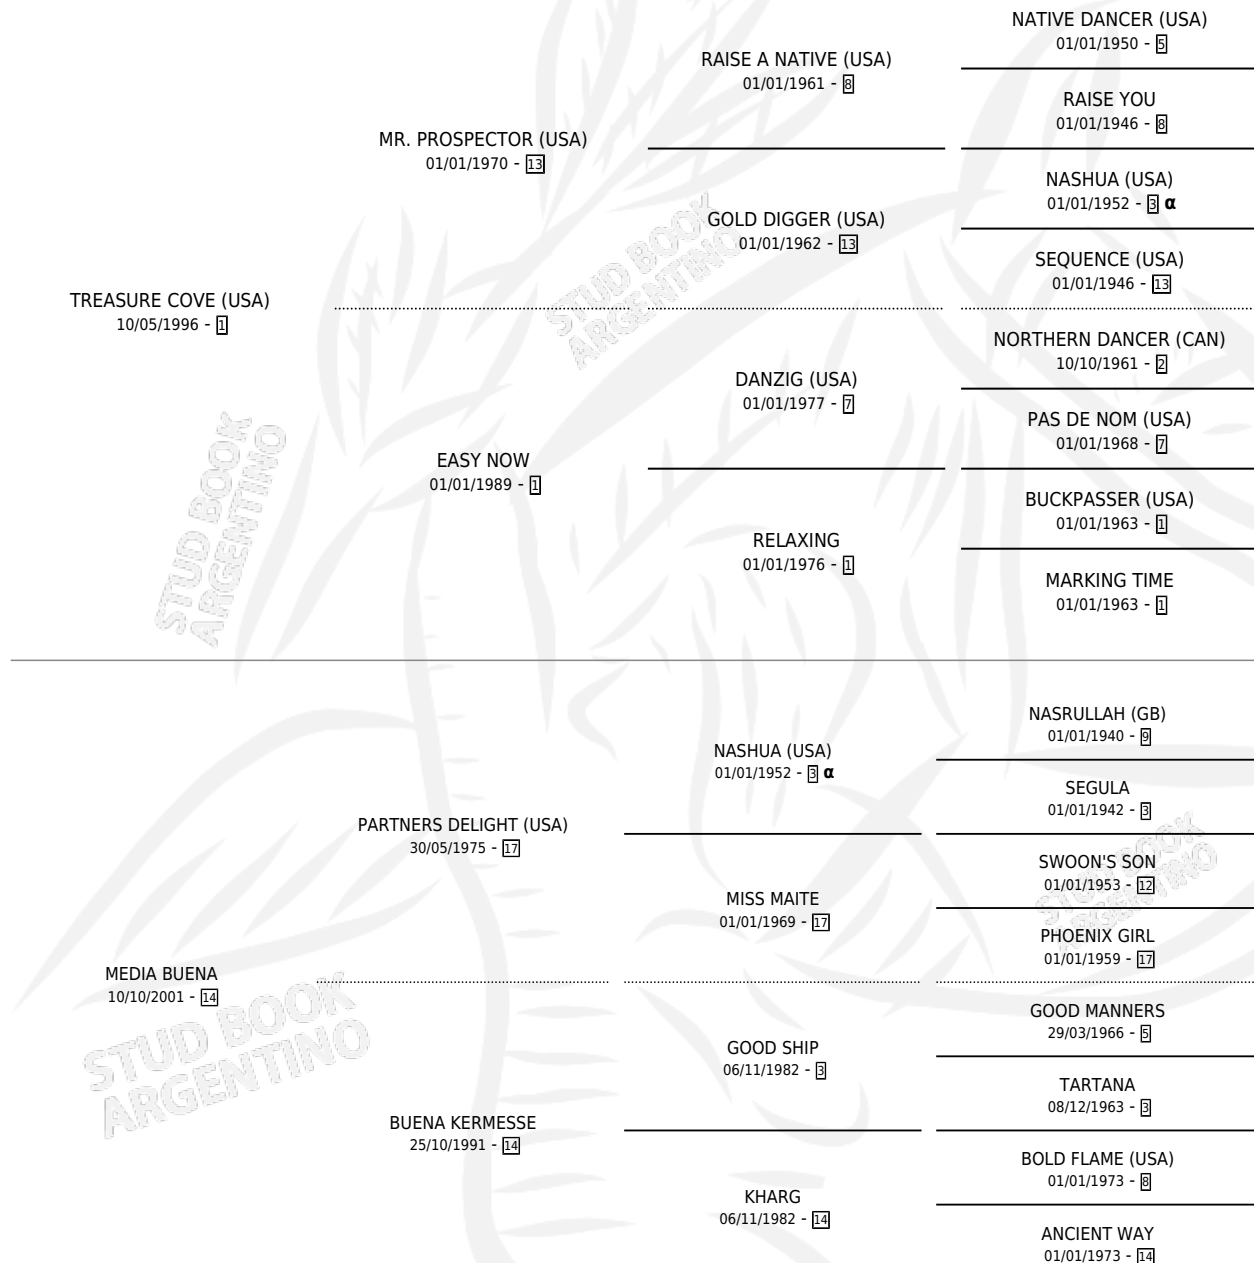 NATIVE DANCER (USA)
01/01/1950 - 5
RAISE A NATIVE (USA)
01/01/1961 - 8
RAISE YOU
01/01/1946 - 8
MR. PROSPECTOR (USA)
01/01/1970 - 13
NASHUA (USA)
01/01/1952 - 3 α
GOLD DIGGER (USA)
01/01/1962 - 13
SEQUENCE (USA)
01/01/1946 - 13
TREASURE COVE (USA)
10/05/1996 - 1
NORTHERN DANCER (CAN)
10/10/1961 - 2
DANZIG (USA)
01/01/1977 - 7
PAS DE NOM (USA)
01/01/1968 - 7
EASY NOW
01/01/1989 - 1
BUCKPASSER (USA)
01/01/1963 - 1
RELAXING
01/01/1976 - 1
MARKING TIME
01/01/1963 - 1
NASRULLAH (GB)
01/01/1940 - 9
NASHUA (USA)
01/01/1952 - 3 α
SEGULA
01/01/1942 - 3
PARTNERS DELIGHT (USA)
30/05/1975 - 17
SWOON'S SON
01/01/1953 - 12
MISS MAITE
01/01/1969 - 17
PHOENIX GIRL
01/01/1959 - 17
MEDIA BUENA
10/10/2001 - 14
GOOD MANNERS
29/03/1966 - 5
GOOD SHIP
06/11/1982 - 3
TARTANA
08/12/1963 - 3
BUENA KERMESSE
25/10/1991 - 14
BOLD FLAME (USA)
01/01/1973 - 8
KHARG
06/11/1982 - 14
ANCIENT WAY
01/01/1973 - 14
STUD BOOK
ARGENTINO
STUD BOOK
ARGENTINO
STUD BOOK
ARGENTINO
STUD BOOK
ARGENTINO